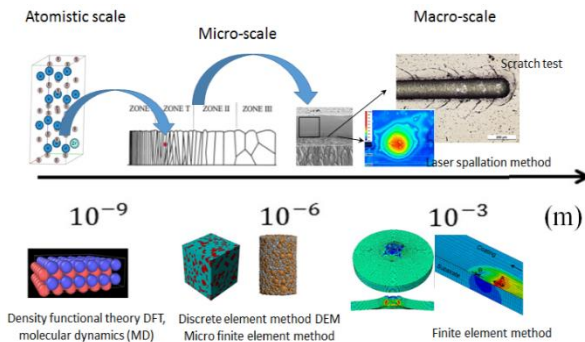 Atomistic scale
Micro-scale
Macro-scale
Scratch test
ZONE I ZONE T ZONE II ZONE III
Laser spallation method
10⁻⁹ 10⁻⁶ 10⁻³ (m)
Coating
Substrate
Density functional theory DFT,
molecular dynamics (MD)
Discrete element method DEM
Micro finite element method
Finite element method